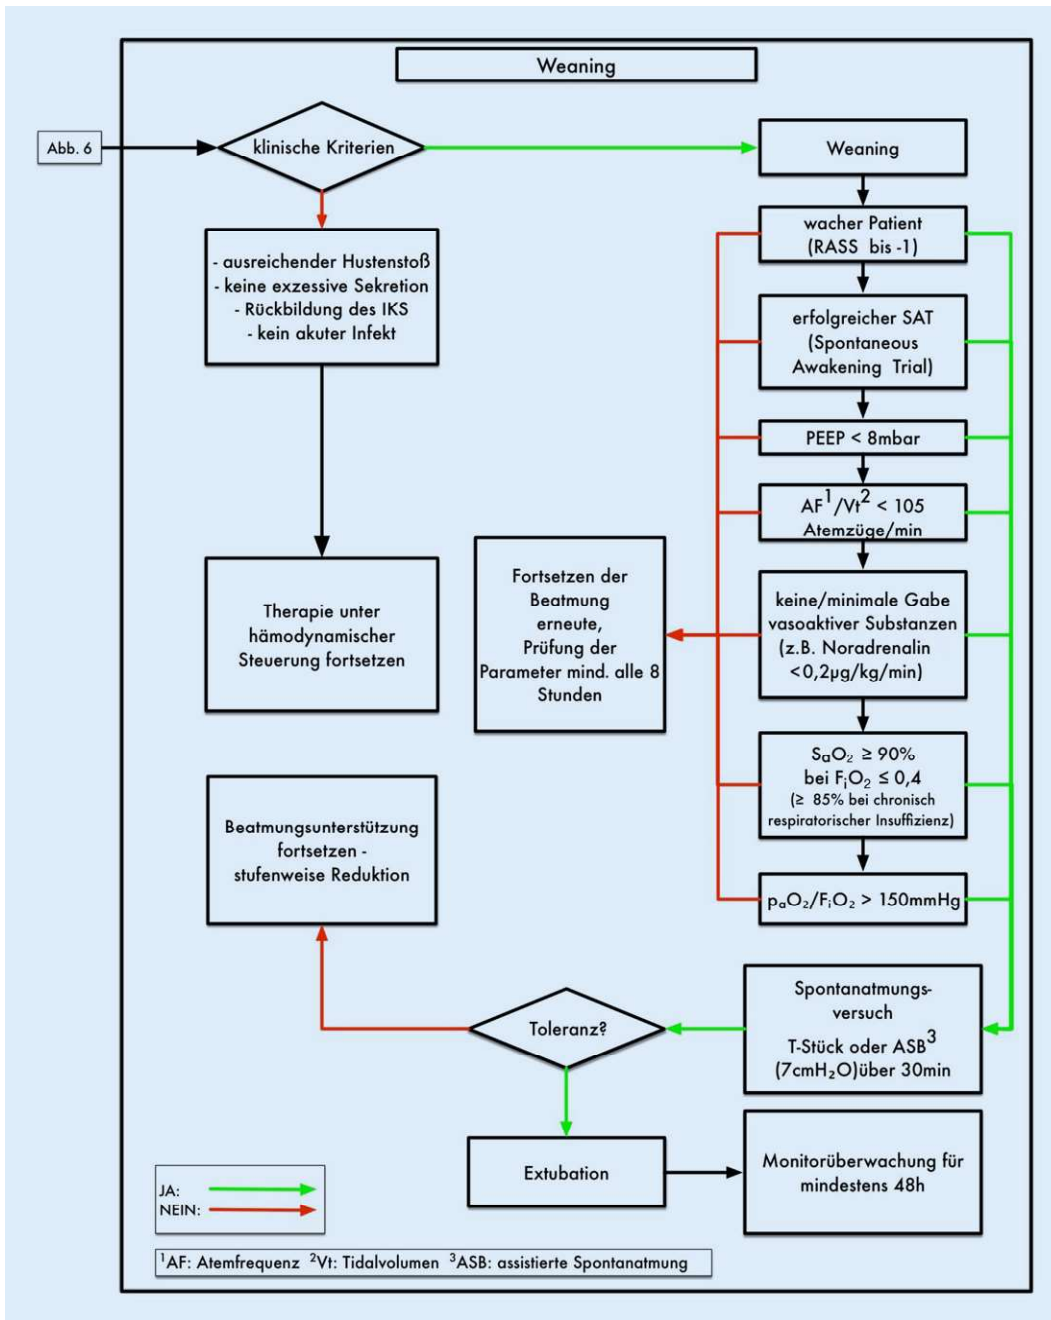 Weaning
Abb. 6
klinische Kriterien
- ausreichender Hustenstoß
- keine exzessive Sekretion
- Rückbildung des IKS
- kein akuter Infekt
Therapie unter
hämodynamischer
Steuerung fortsetzen
Weaning
wacher Patient
(RASS bis -1)
erfolgreicher SAT
(Spontaneous
Awakening Trial)
PEEP < 8mbar
AF¹/Vt² < 105
Atemzüge/min
keine/minimale Gabe
vasoaktiver Substanzen
(z.B. Noradrenalin
<0,2µg/kg/min)
SaO₂ ≥ 90%
bei FiO₂ ≤ 0,4
(≥ 85% bei chronisch
respiratorischer Insuffizienz)
paO₂/FiO₂ > 150mmHg
Fortsetzen der
Beatmung
erneute,
Prüfung der
Parameter mind. alle 8
Stunden
Spontanatmungs-
versuch
T-Stück oder ASB³
(7cmH₂O)über 30min
Toleranz?
Beatmungsunterstützung
fortsetzen -
stufenweise Reduktion
Extubation
Monitorüberwachung für
mindestens 48h
JA:
NEIN:
¹AF: Atemfrequenz ²Vt: Tidalvolumen ³ASB: assistierte Spontanatmung